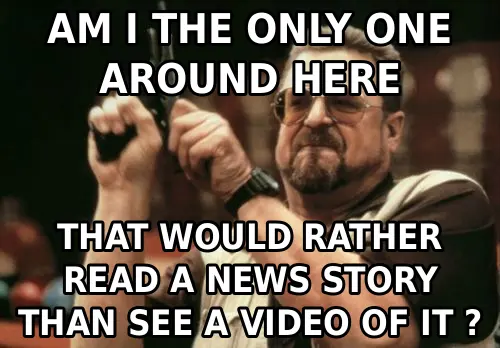 AM I THE ONLY ONE
AROUND HERE
THAT WOULD RATHER
READ A NEWS STORY
THAN SEE A VIDEO OF IT ?